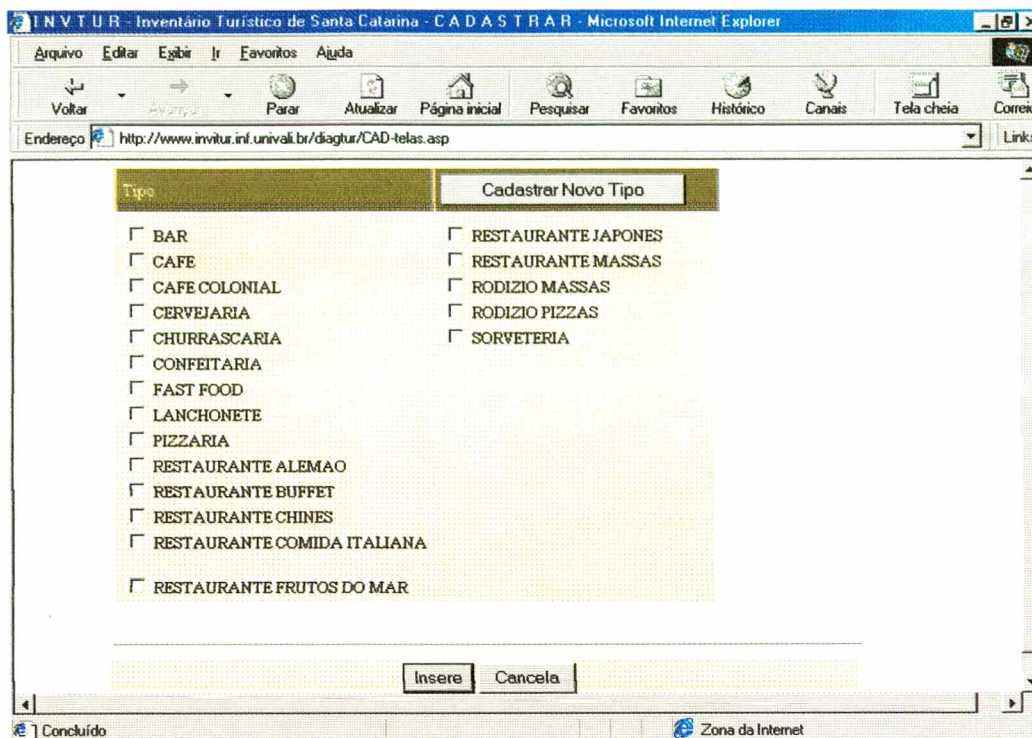 I N V T U R - Inventário Turístico de Santa Catarina - C A D A S T R A R - Microsoft Internet Explorer
Arquivo Editar Exibir Ir Favoritos Ajuda
Voltar Avançar Parar Atualizar Página inicial Pesquisar Favoritos Histórico Canais Tela cheia Correio
Endereço http://www.invitur.inf.univali.br/diagtur/CAD-telas.asp Links
Tipo Cadastrar Novo Tipo
BAR
CAFE
CAFE COLONIAL
CERVEJARIA
CHURRASCARIA
CONFEITARIA
FAST FOOD
LANCHONETE
PIZZARIA
RESTAURANTE ALEMAO
RESTAURANTE BUFFET
RESTAURANTE CHINES
RESTAURANTE COMIDA ITALIANA
RESTAURANTE FRUTOS DO MAR
RESTAURANTE JAPONES
RESTAURANTE MASSAS
RODIZIO MASSAS
RODIZIO PIZZAS
SORVETERIA
Insere Cancela
Concluído Zona da Internet